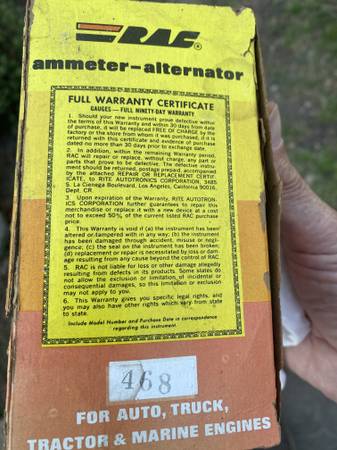 RAC®
ammeter-alternator
FULL WARRANTY CERTIFICATE
GAUGES — FULL NINETY-DAY WARRANTY
1. Should your new instrument prove defective within
the terms of this Warranty and within 30 days from date
of purchase, it will be replaced FREE OF CHARGE by the
factory or the store from whom it was purchased, if it is
returned with this certificate and evidence of purchase
dated no more than 30 days prior to exchange date.
2. In addition, within the remaining Warranty period,
RAC will repair or replace, without charge, any part or
parts that prove to be defective. The defective instru-
ment should be returned, postage prepaid, accompanied
by the attached REPAIR OR REPLACEMENT CERTIF-
ICATE, to RITE AUTOTRONICS CORPORATION, 3485
S. La Cienega Boulevard, Los Angeles, California 90016,
Dept. CR.
3. Upon expiration of the Warranty, RITE AUTOTRON-
ICS CORPORATION further guarantees to repair this
merchandise or replace it with a new device at a cost
not to exceed 50% of the current listed RAC purchase
price.
4. This Warranty is void if (a) the instrument has been
altered or tampered with in any way; (b) the instrument
has been damaged through accident, misuse or negli-
gence; (c) the seal on the instrument has been broken;
(d) replacement or repair is necessitated by loss or dam-
age resulting from any cause beyond the control of RAC.
5. RAC is not liable for loss or other damage allegedly
resulting from defects in its products. Some states do
not allow the exclusion or limitation of incidental or
consequential damages, so this limitation or exclusion
may not apply to you.
6. This Warranty gives you specific legal rights, and
you may also have other rights which vary from state
to state.
Include Model Number and Purchase Date in correspondence
regarding this instrument.
468
FOR AUTO, TRUCK,
TRACTOR & MARINE ENGINES